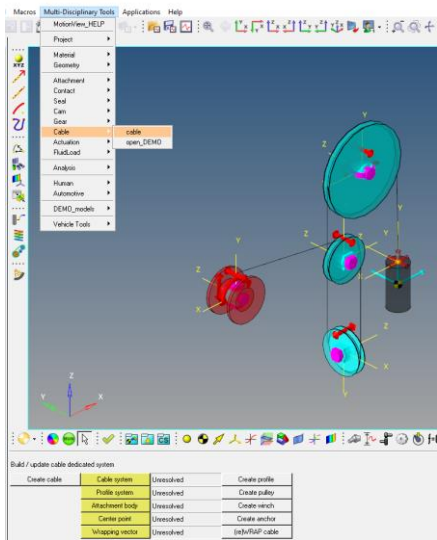 Macros Multi-Disciplinary Tools Applications Help
MotionView_HELP
Project
Material
Geometry
Attachment
Contact
Seal
Cam
Gear
Cable
cable
Actuation
open_DEMO
FluidLoad
Analysis
Human
Automotive
DEMO_models
Vehicle Tools
XYZ
Y
Z
Y
Z
Y
Y
Y
Z
X
Z
X
Y
Z
Y
X
Build / update cable dedicated system
Create cable Cable system Unresolved Create profile
Profile system Unresolved Create pulley
Attachment body Unresolved Create winch
Center point Unresolved Create anchor
Wrapping vector Unresolved (re)WRAP cable